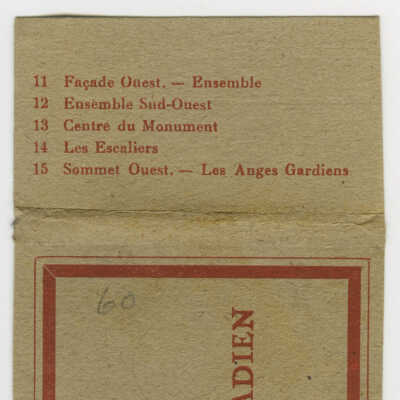 11 Façade Ouest. — Ensemble
12 Ensemble Sud-Ouest
13 Centre du Monument
14 Les Escaliers
15 Sommet Ouest. — Les Anges Gardiens
60
ADIEN